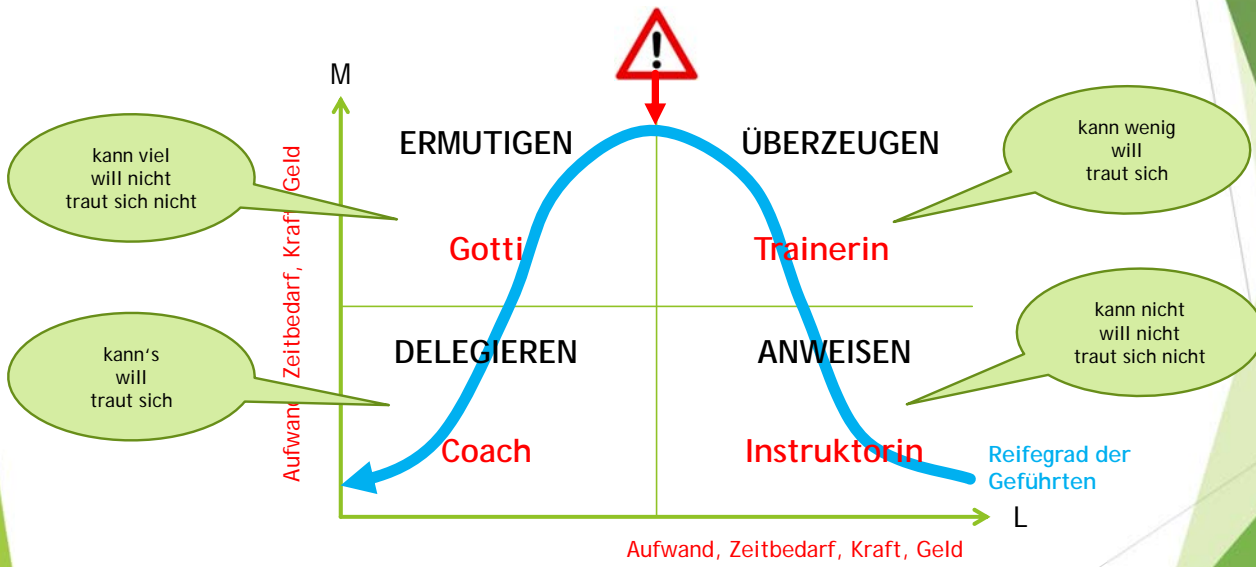 M
ERMUTIGEN
ÜBERZEUGEN
kann viel
will nicht
traut sich nicht
kann wenig
will
traut sich
Gotti
Trainerin
Aufwand, Zeitbedarf, Kraft, Geld
kann's
will
traut sich
DELEGIEREN
ANWEISEN
kann nicht
will nicht
traut sich nicht
Coach
Instruktorin
Reifegrad der
Geführten
L
Aufwand, Zeitbedarf, Kraft, Geld